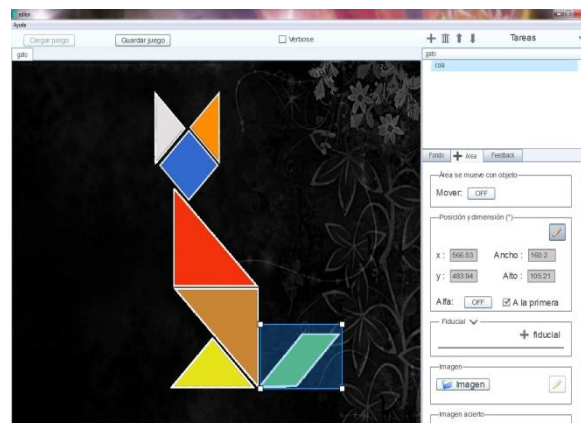 editor
Ayuda
Cargar juego
Guardar juego
Verbose
Tareas
gato
gato
Fondo
Area
Feedback
Área se mueve con objeto
Mover: OFF
Posición y dimensión (*)
x : 566.53 Ancho : 160.2
y : 483.94 Alto : 105.21
Alfa: OFF A la primera
Fiducial
+ fiducial
Imagen
Imagen
Imagen acierto